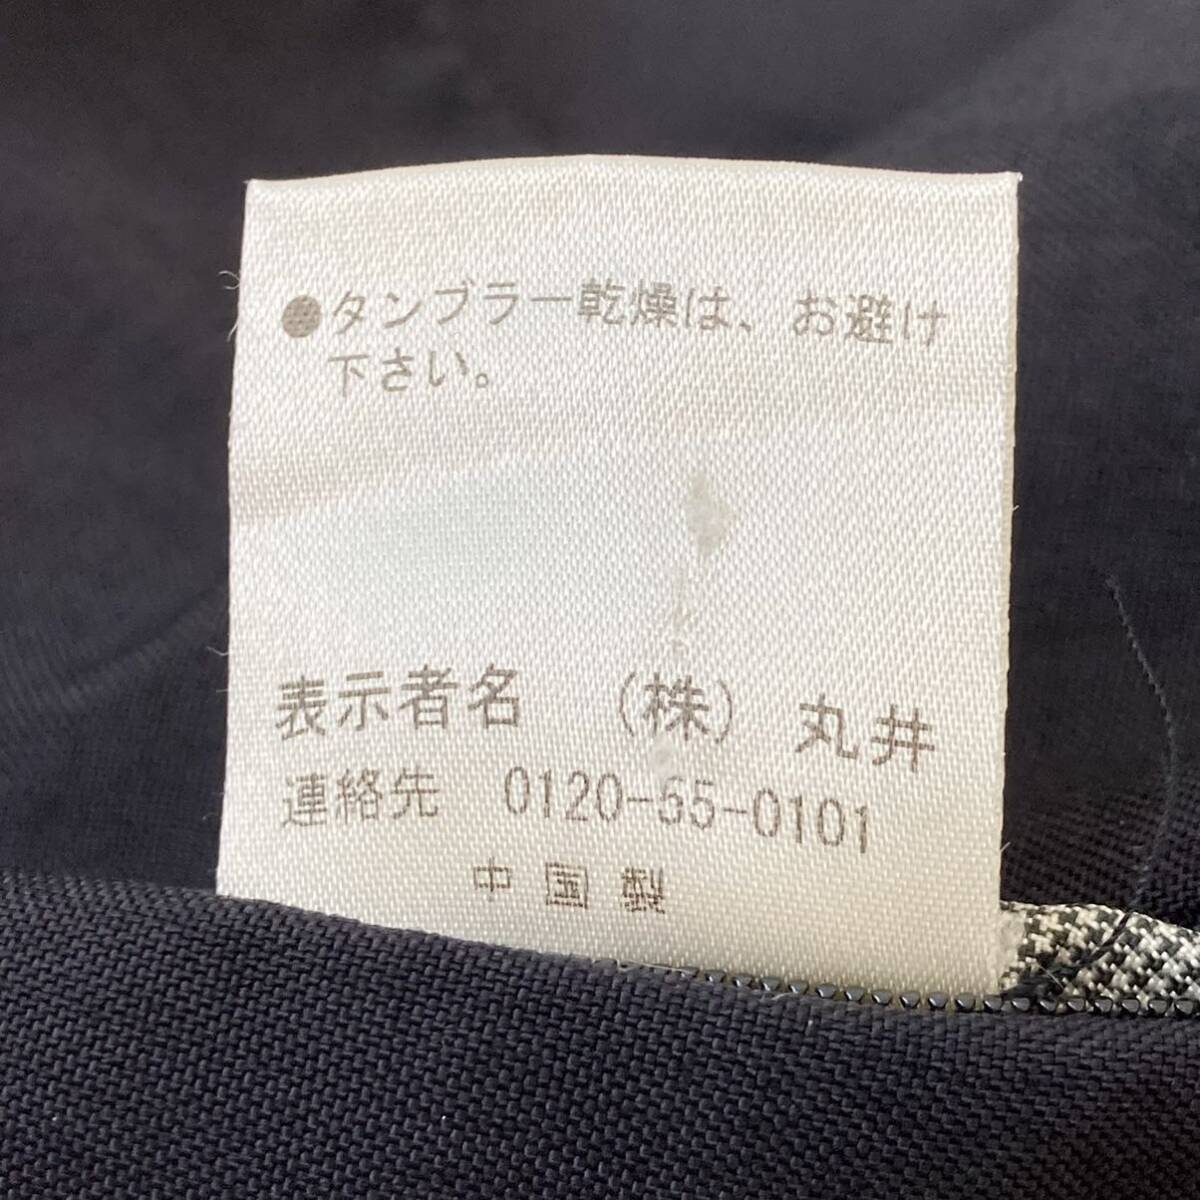 ●タンブラー乾燥は、お避け
下さい。
表示者名 (株) 丸井
連絡先 0120-55-0101
中国製